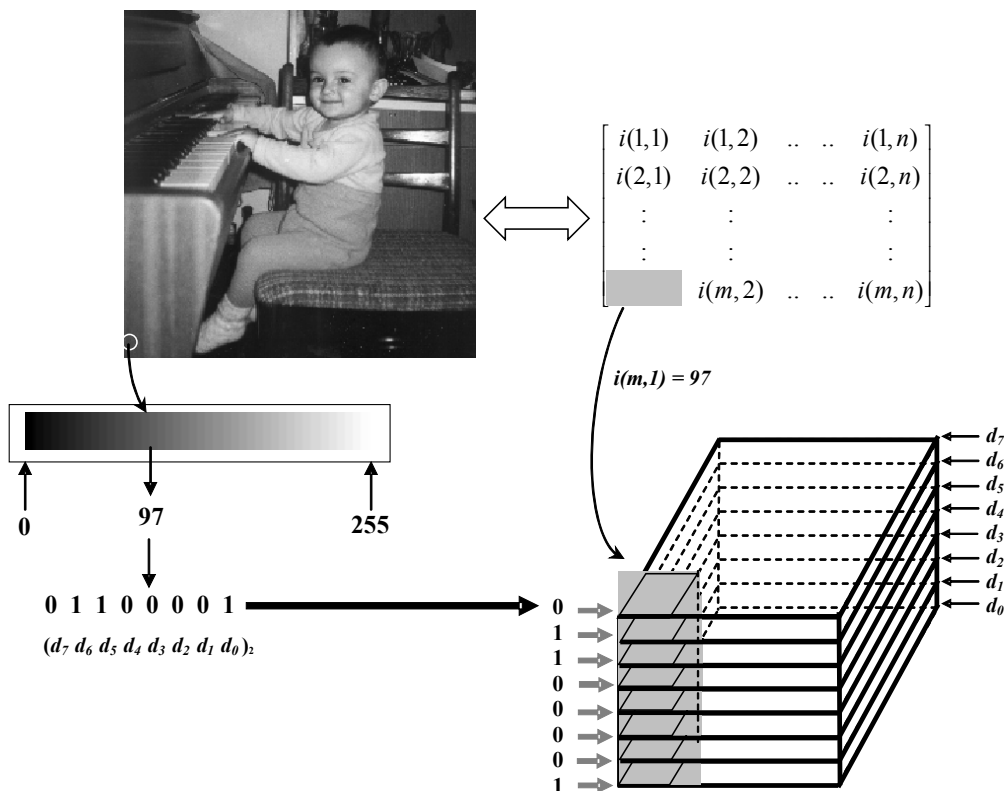 i(1,1) i(1,2) .. .. i(1,n)
i(2,1) i(2,2) .. .. i(2,n)
: : :
: : :
i(m,2) .. .. i(m,n)
i(m,1) = 97
0 97 255
0 1 1 0 0 0 0 1
(d₇ d₆ d₅ d₄ d₃ d₂ d₁ d₀)₂
0
1
1
0
0
0
0
1
d₇
d₆
d₅
d₄
d₃
d₂
d₁
d₀